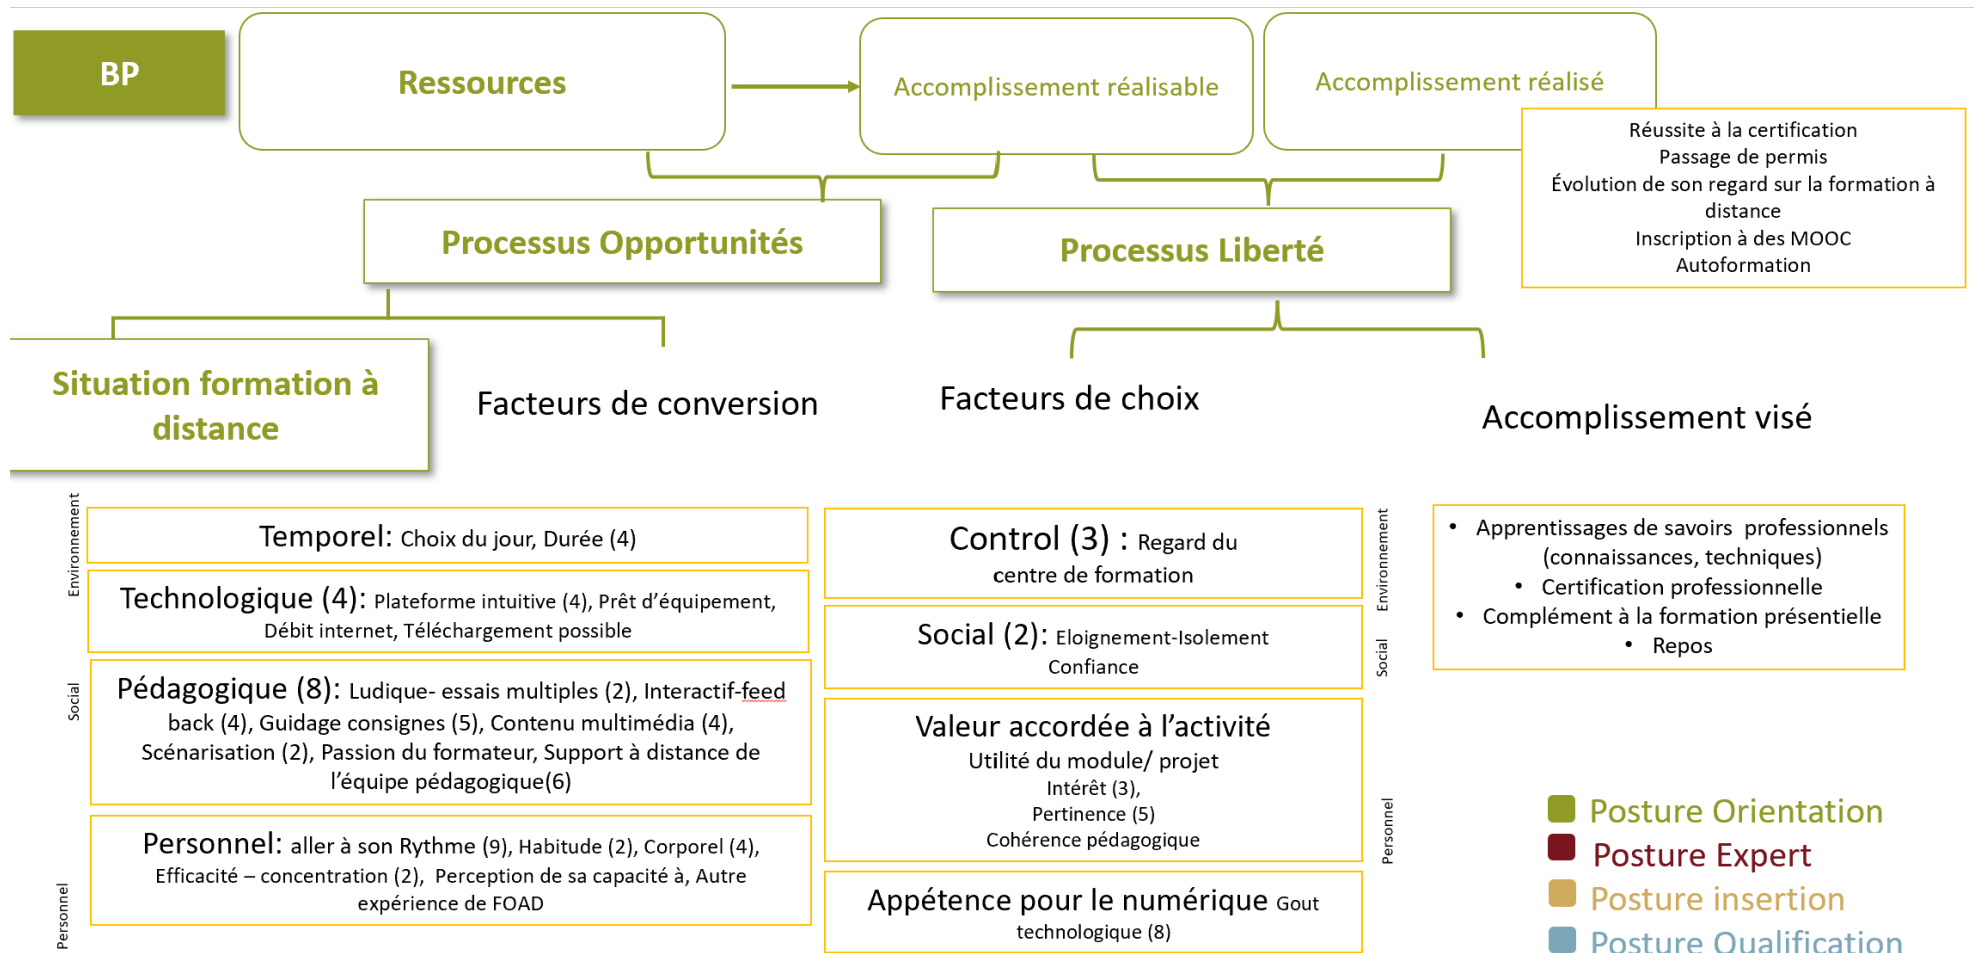 BP
Ressources
Accomplissement réalisable
Accomplissement réalisé
Réussite à la certification
Passage de permis
Évolution de son regard sur la formation à
distance
Inscription à des MOOC
Autoformation
Processus Opportunités
Processus Liberté
Situation formation à
distance
Facteurs de conversion
Facteurs de choix
Accomplissement visé
Environnement
Temporel: Choix du jour, Durée (4)
Technologique (4): Plateforme intuitive (4), Prêt d’équipement,
Débit internet, Téléchargement possible
Social
Pédagogique (8): Ludique- essais multiples (2), Interactif-feed
back (4), Guidage consignes (5), Contenu multimédia (4),
Scénarisation (2), Passion du formateur, Support à distance de
l’équipe pédagogique(6)
Personnel
Personnel: aller à son Rythme (9), Habitude (2), Corporel (4),
Efficacité – concentration (2), Perception de sa capacité à, Autre
expérience de FOAD
Control (3) : Regard du
centre de formation
Environnement
Social (2): Eloignement-Isolement
Confiance
Social
Valeur accordée à l’activité
Utilité du module/ projet
Intérêt (3),
Pertinence (5)
Cohérence pédagogique
Personnel
Appétence pour le numérique Gout
technologique (8)
• Apprentissages de savoirs professionnels
(connaissances, techniques)
• Certification professionnelle
• Complément à la formation présentielle
• Repos
Posture Orientation
Posture Expert
Posture insertion
Posture Qualification